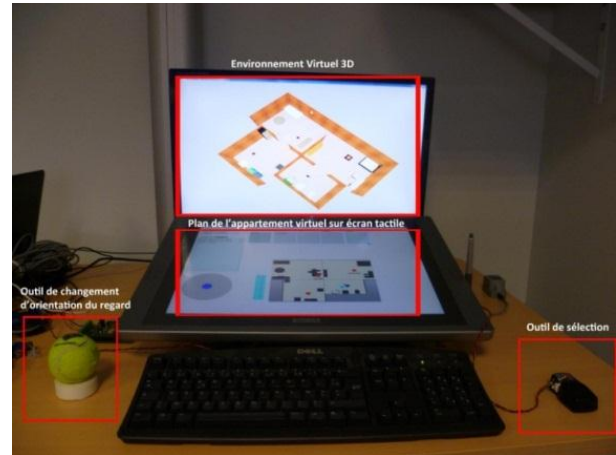 Environnement Virtuel 3D
Plan de l'appartement virtuel sur écran tactile
Outil de changement
d'orientation du regard
Outil de sélection
DELL